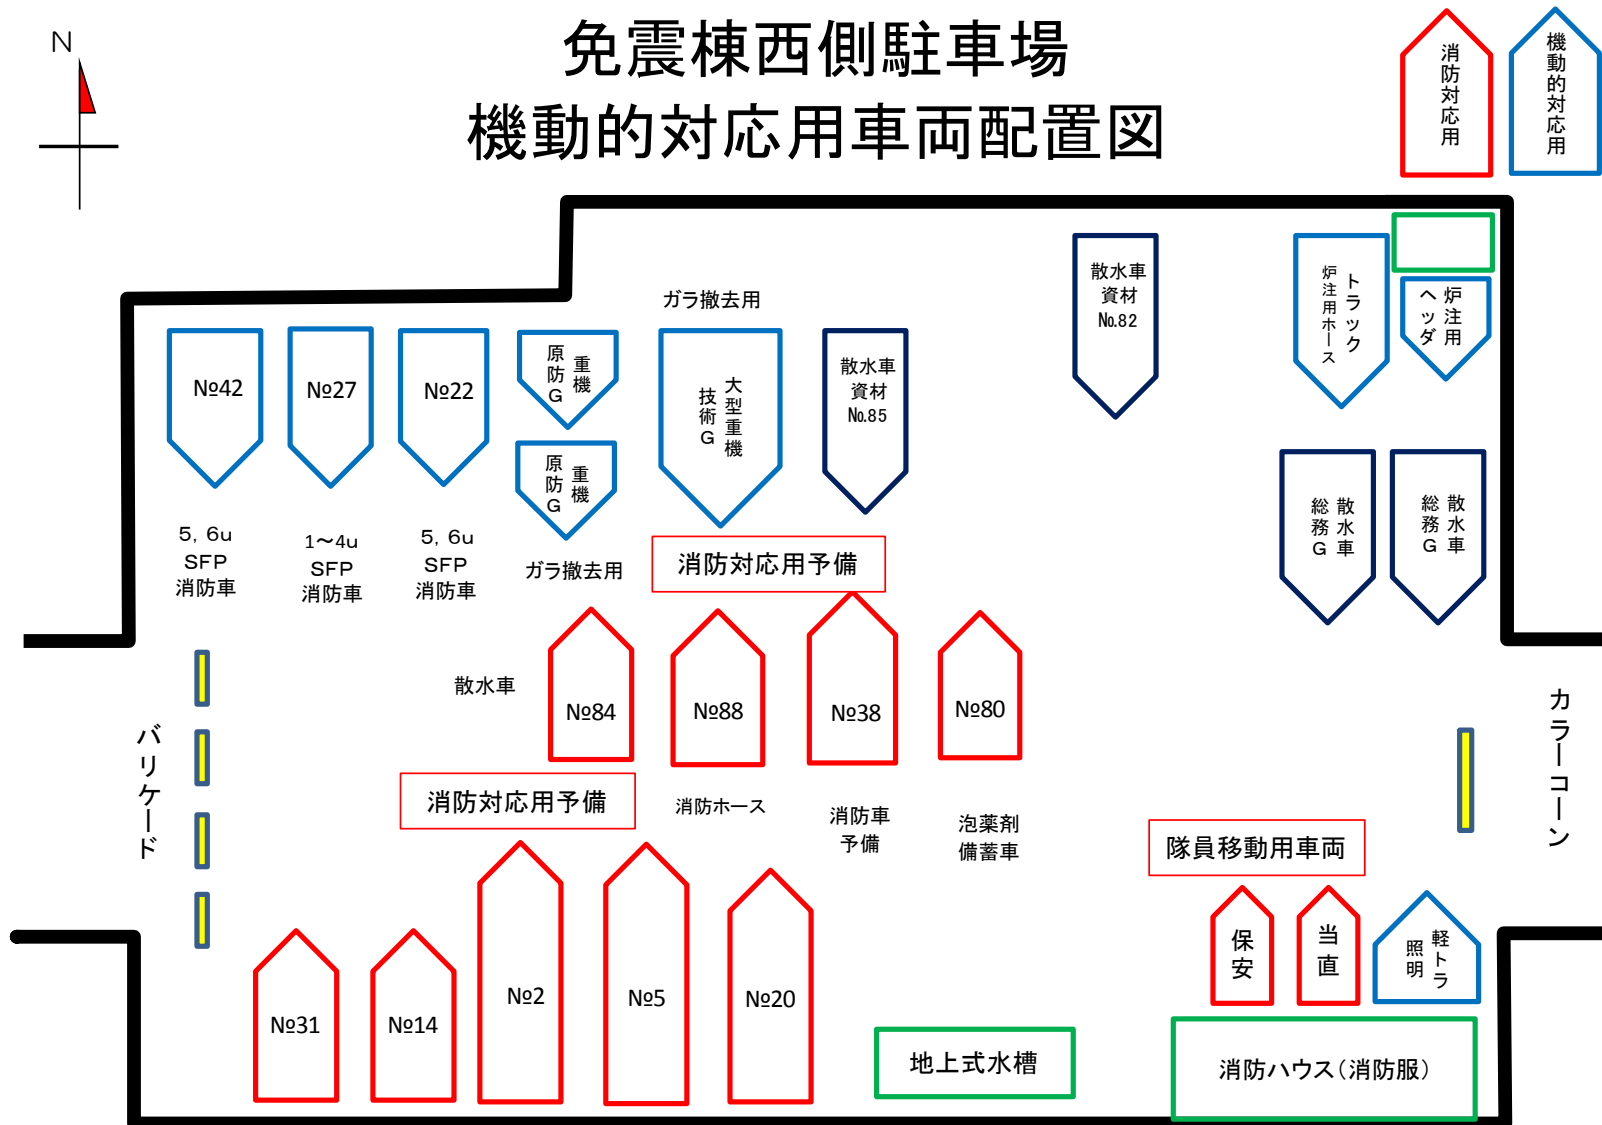 N
免震棟西側駐車場
機動的対応用車両配置図
消防対応用
機動的対応用
ガラ撤去用
散水車
資材
№82
トラック
炉注用ホース
炉注用
ヘッダ
№42
№27
№22
重機
原防G
大型重機
技術G
散水車
資材
№85
重機
原防G
散水車
総務G
散水車
総務G
5,6u
SFP
消防車
1～4u
SFP
消防車
5,6u
SFP
消防車
ガラ撤去用
消防対応用予備
散水車
№84
№88
№38
№80
バリケード
カラーコーン
消防対応用予備
消防ホース
消防車
予備
泡薬剤
備蓄車
隊員移動用車両
№31
№14
№2
№5
№20
保安
当直
軽トラ
照明
地上式水槽
消防ハウス（消防服）